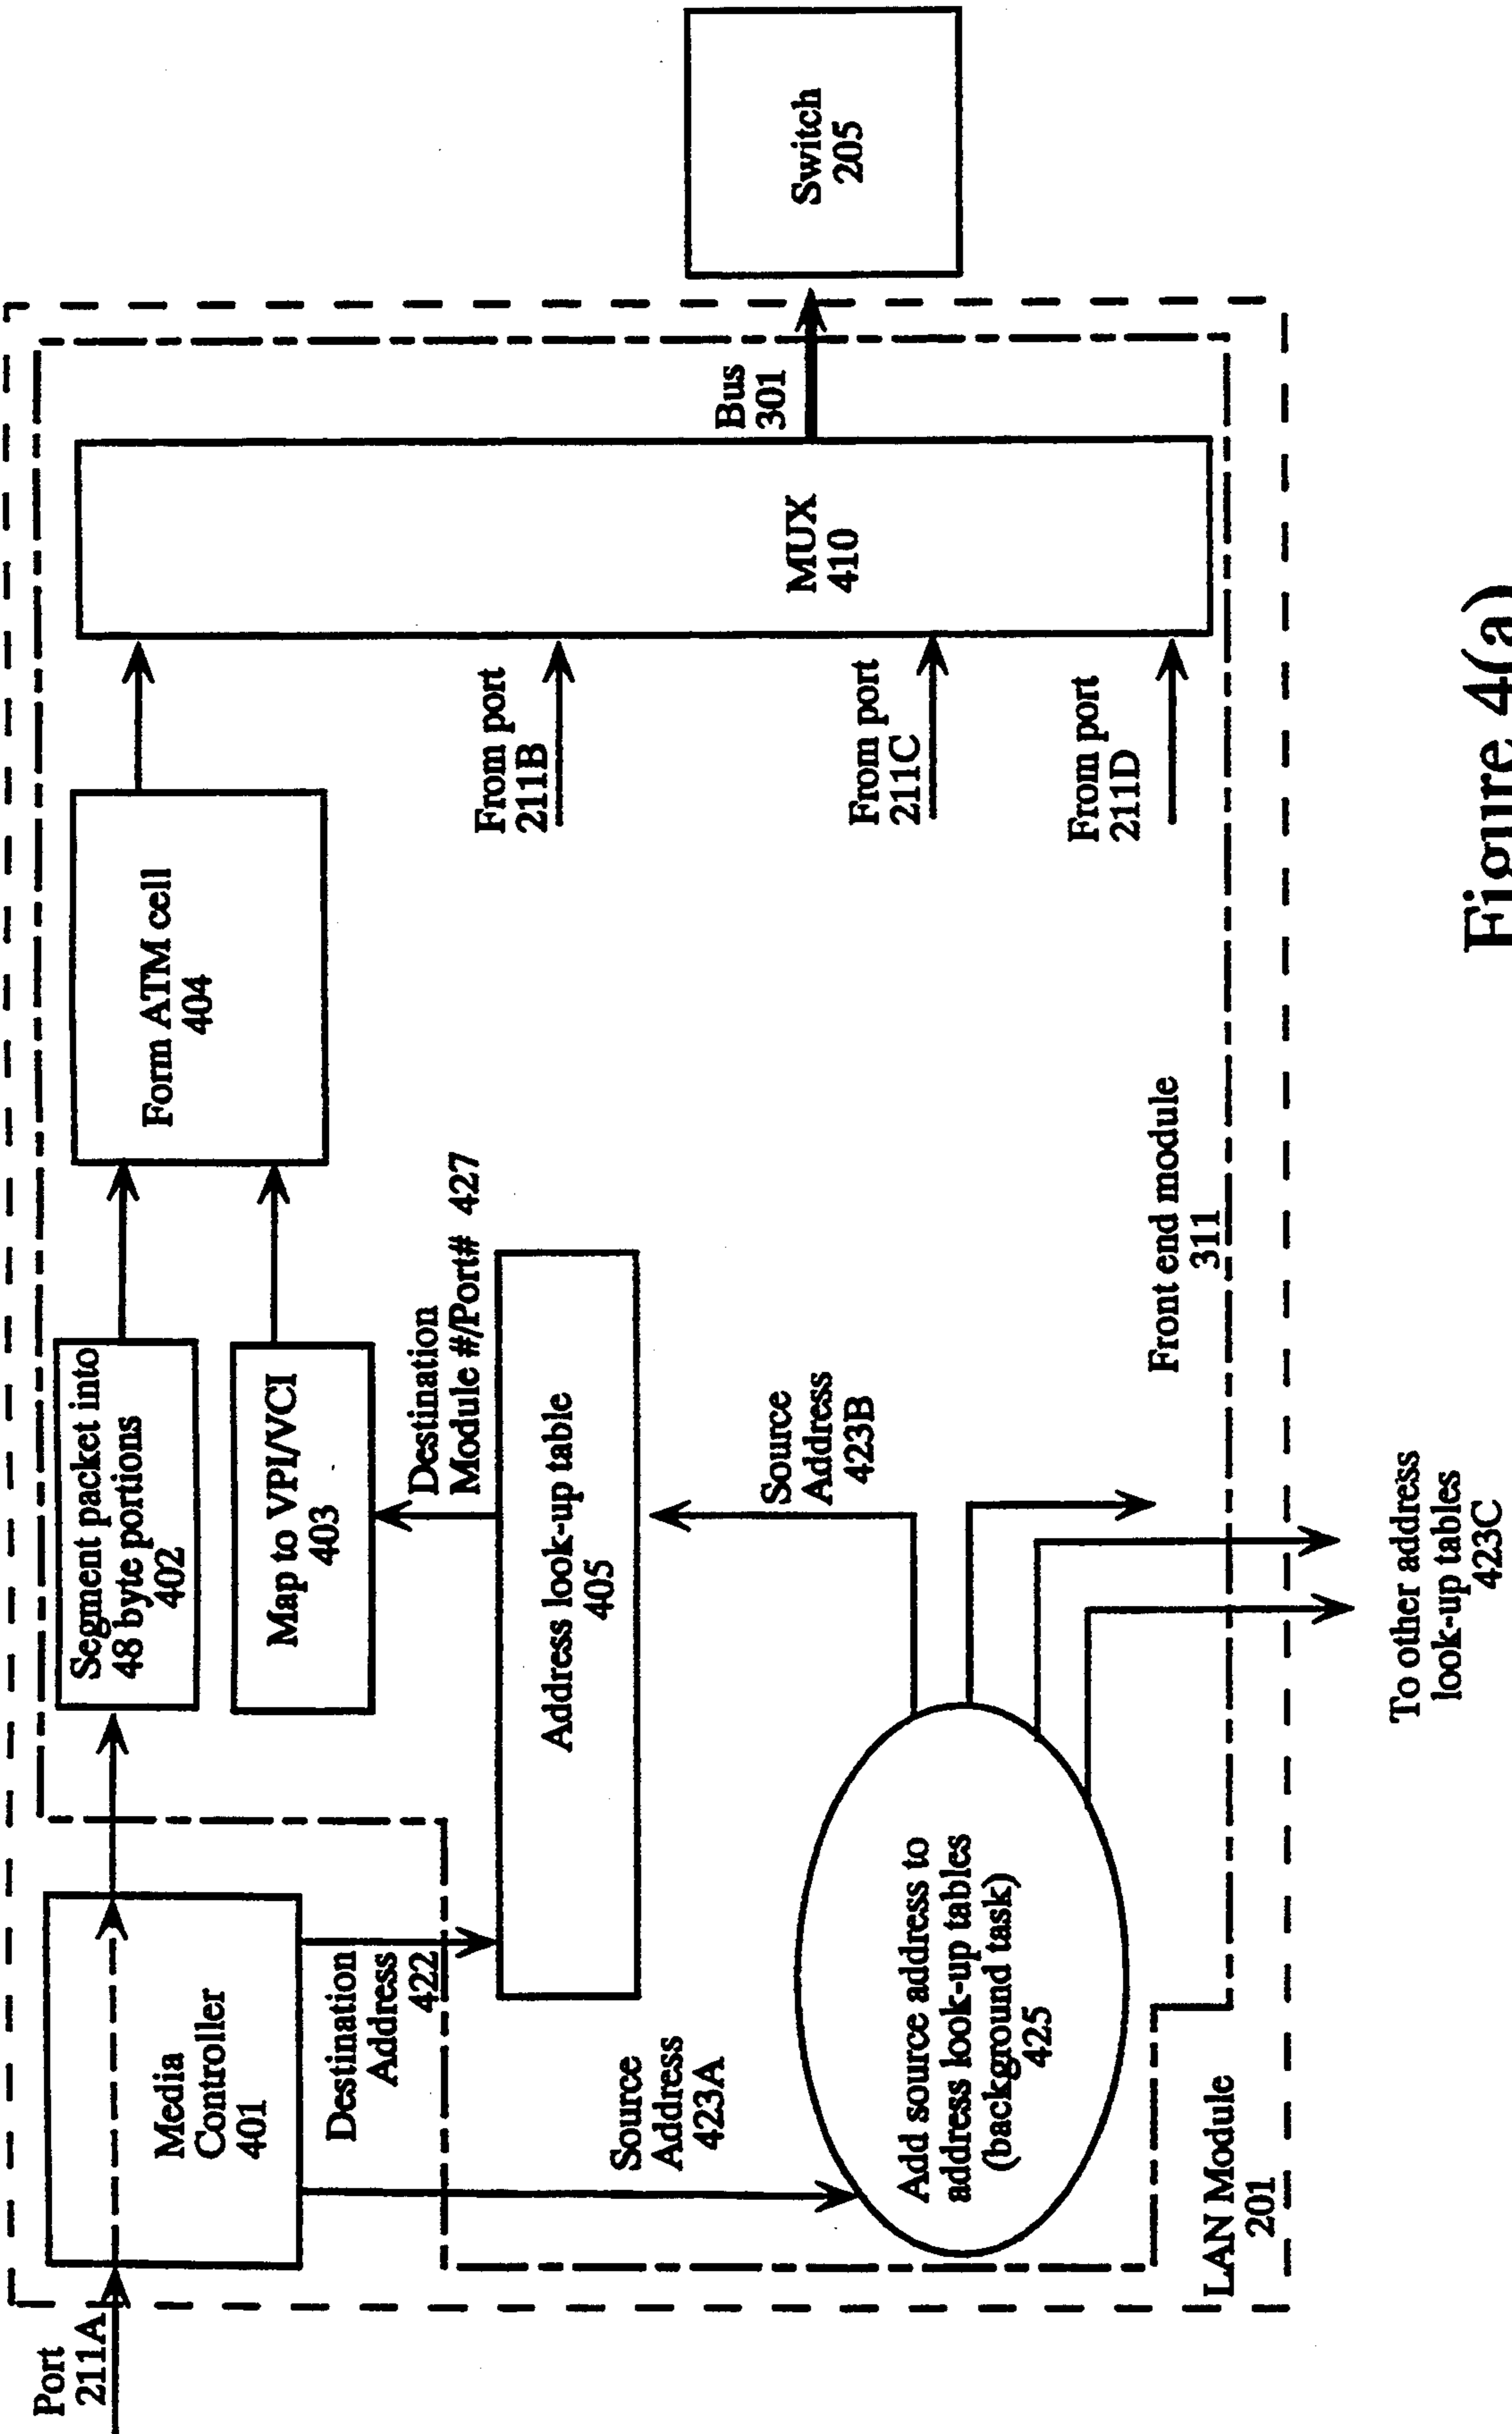 Port
211A
Media
Controller
401
Segment packet into
48 byte portions
402
Map to VPI/VCI
403
Form ATM cell
404
Destination
Address
422
Destination
Module #/Port# 427
Address look-up table
405
Source
Address
423A
Source
Address
423B
Add source address to
address look-up tables
(background task)
425
From port
211B
From port
211C
From port
211D
MUX
410
Bus
301
Switch
205
Front end module
311
LAN Module
201
To other address
look-up tables
423C
Figure 4(a)